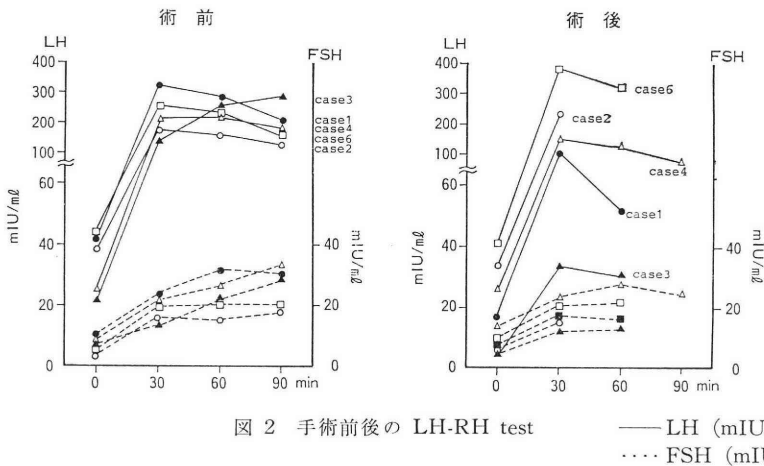 術 前
LH
FSH
400
300
200
100
60
40
20
0
mIU/ml
case3
case1
case4
case6
case2
40
20
0
mIU/ml
0 30 60 90 min
術 後
LH
FSH
400
300
200
100
60
40
20
0
mIU/ml
case6
case2
case4
case1
case3
40
20
0
mIU/ml
0 30 60 90 min
図 2 手術前後の LH-RH test
—— LH (mIU
···· FSH (mIU